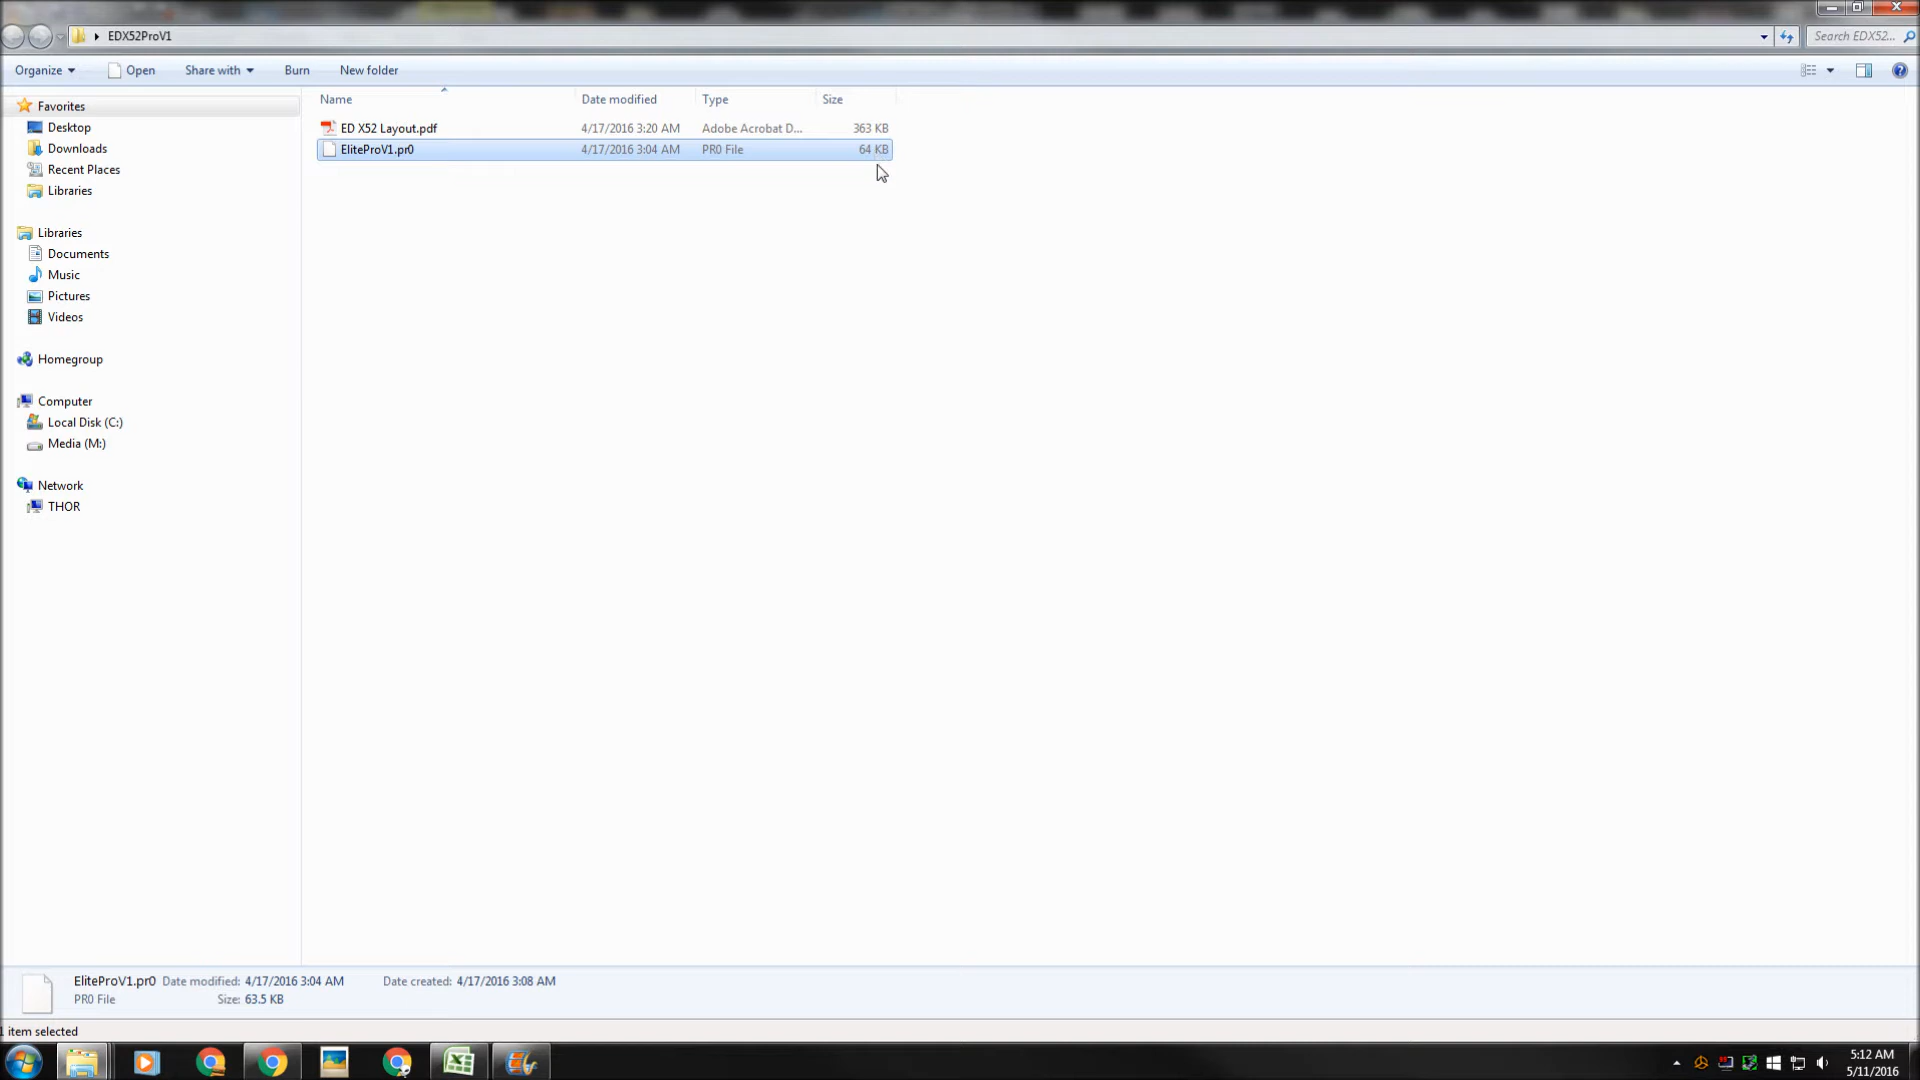 EDX52ProV1
Search EDX52...
Organize Open Share with Burn New folder
Name Date modified Type Size
ED X52 Layout.pdf 4/17/2016 3:20 AM Adobe Acrobat D... 363 KB
EliteProV1.pr0 4/17/2016 3:04 AM PR0 File 64 KB
Favorites
Desktop
Downloads
Recent Places
Libraries
Libraries
Documents
Music
Pictures
Videos
Homegroup
Computer
Local Disk (C:)
Media (M:)
Network
THOR
EliteProV1.pr0 Date modified: 4/17/2016 3:04 AM Date created: 4/17/2016 3:08 AM
PR0 File Size: 63.5 KB
1 item selected
5:12 AM
5/11/2016